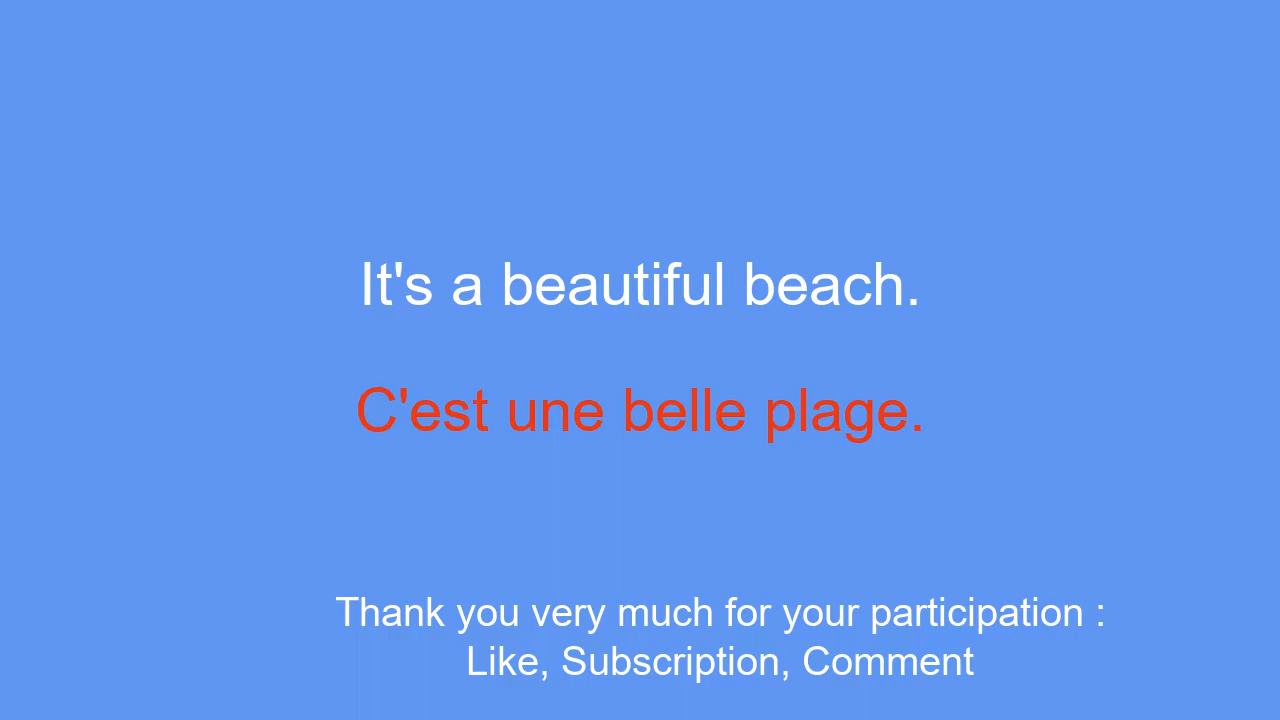 It's a beautiful beach.
C'est une belle plage.
Thank you very much for your participation :
Like, Subscription, Comment